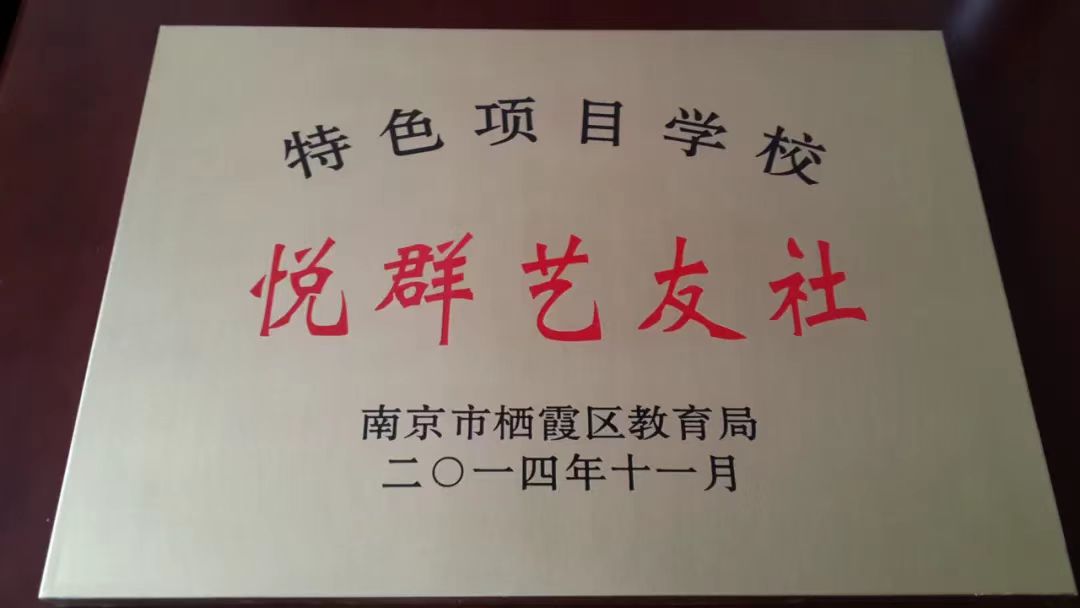 特色项目学校
悦群艺友社
南京市栖霞区教育局
二〇一四年十一月